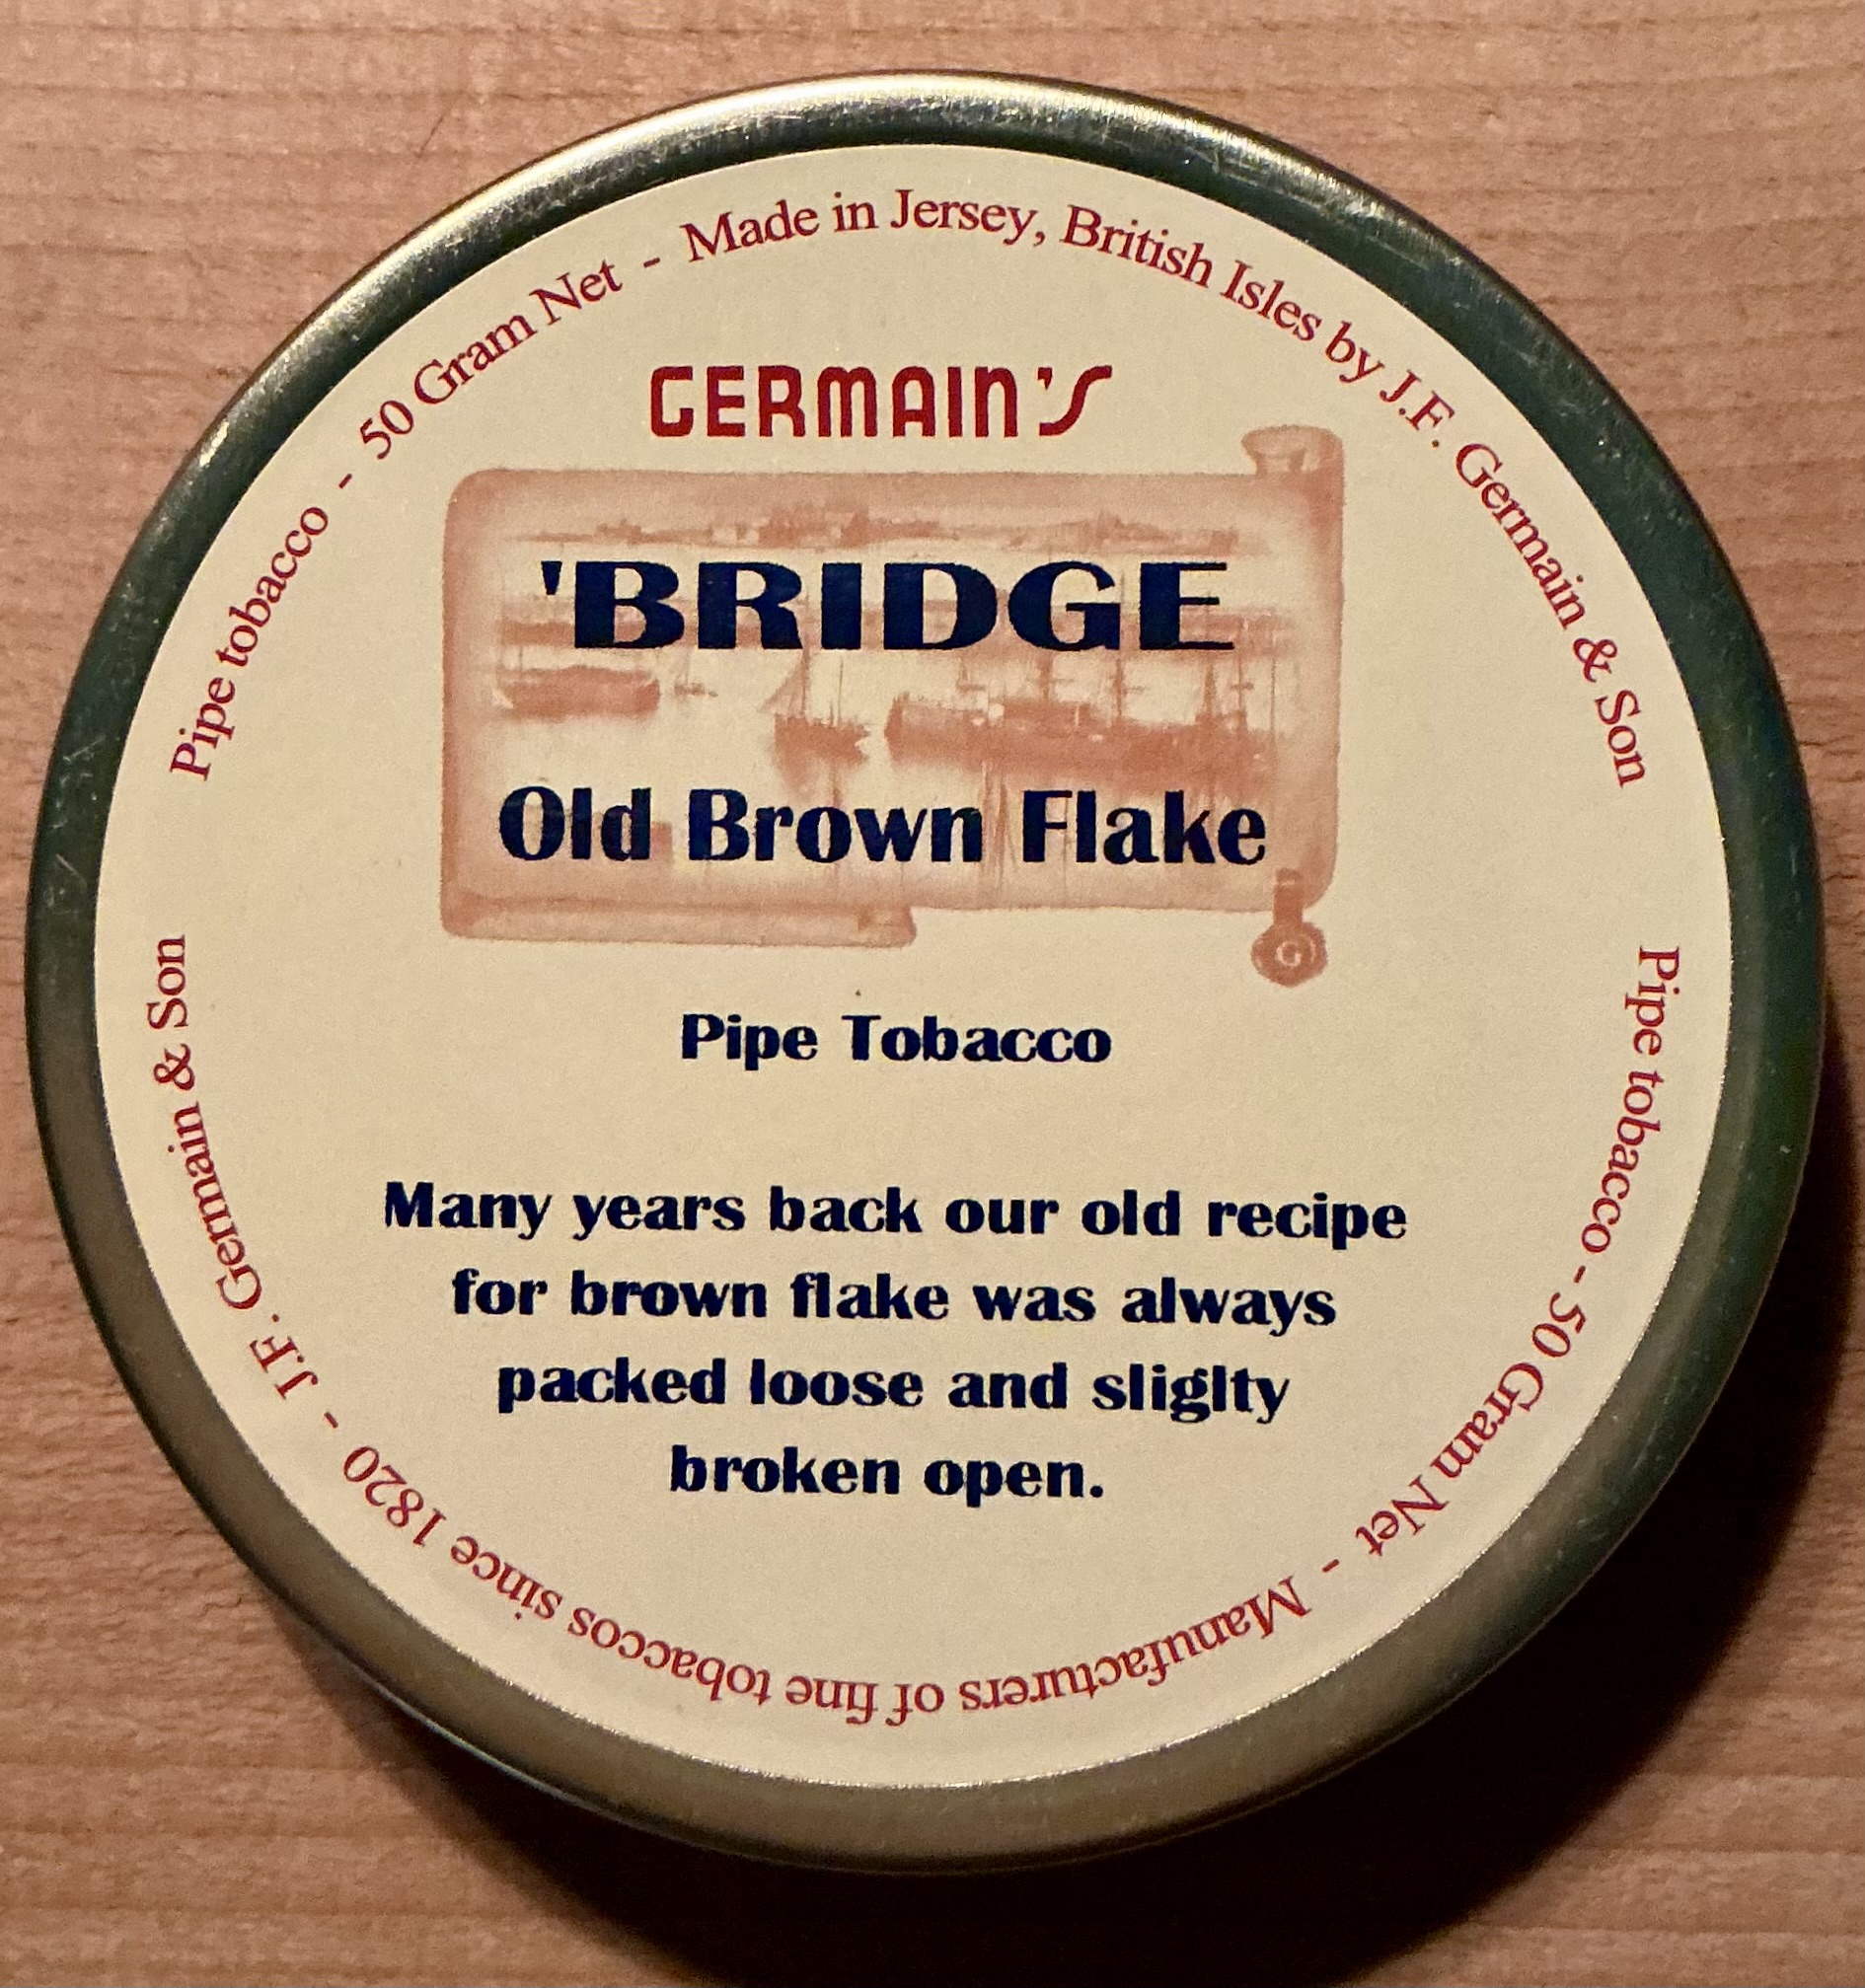 Pipe tobacco - 50 Gram Net - Made in Jersey, British Isles by J.F. Germain & Son
GERMAIN'S
'BRIDGE
Old Brown Flake
G
Pipe Tobacco
Many years back our old recipe
for brown flake was always
packed loose and sliglty
broken open.
Pipe tobacco - 50 Gram Net - Manufacturers of fine tobaccos since 1820 - J.F. Germain & Son